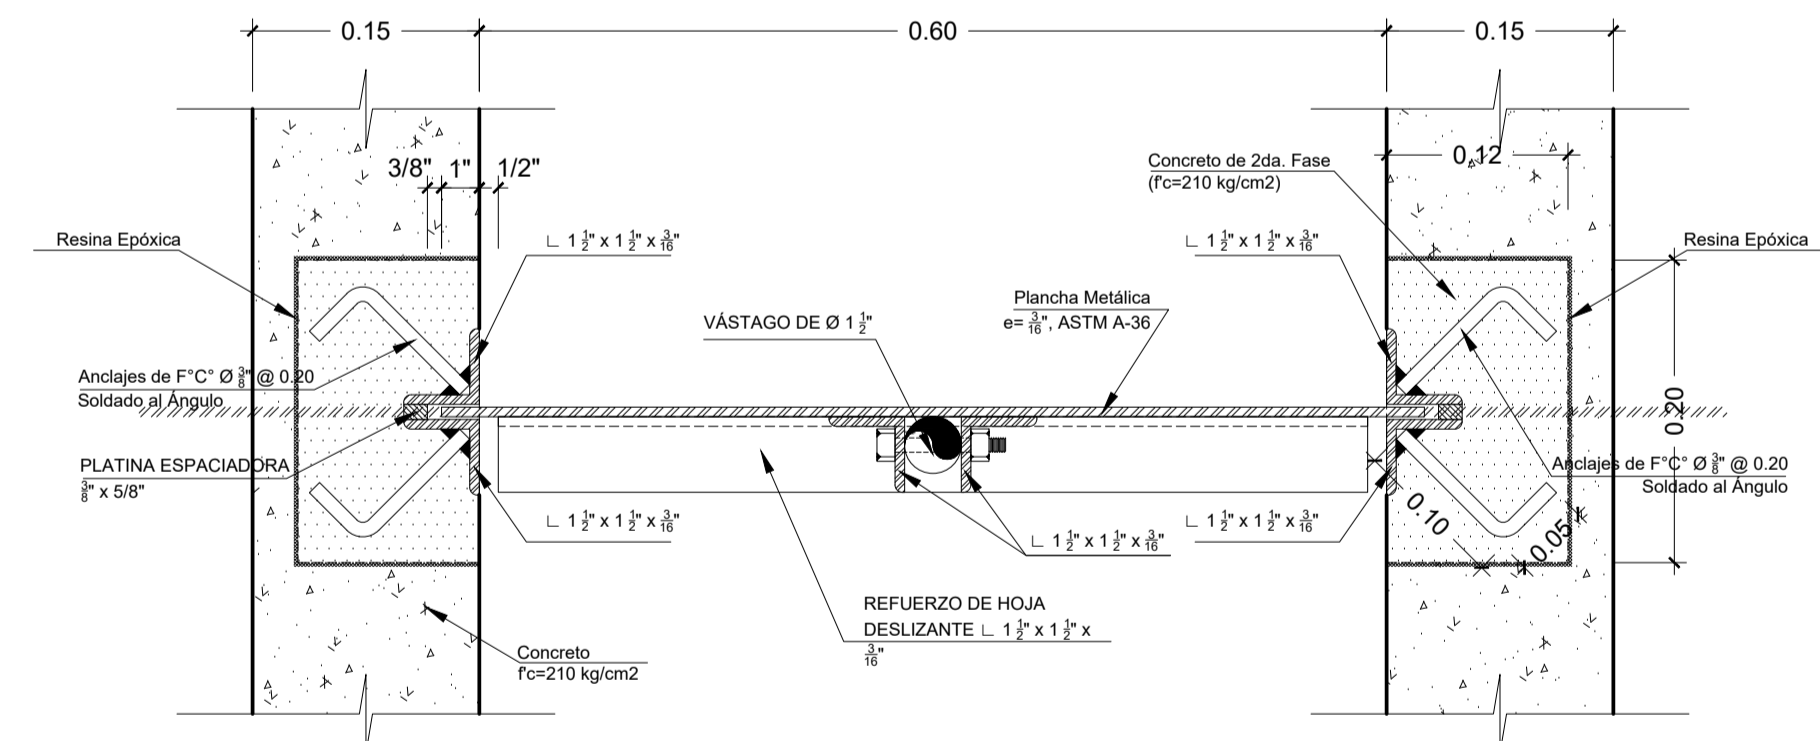 0.15
0.60
0.15
3/8" 1" 1/2"
0.12
Concreto de 2da. Fase
(f'c=210 kg/cm2)
Resina Epóxica
∟ 1 1/2" x 1 1/2" x 3/16"
∟ 1 1/2" x 1 1/2" x 3/16"
Resina Epóxica
VÁSTAGO DE Ø 1 1/2"
Plancha Metálica
e= 3/16", ASTM A-36
Anclajes de F°C° Ø 3/8" @ 0.20
Soldado al Ángulo
0.20
PLATINA ESPACIADORA
3/8" x 5/8"
Anclajes de F°C° Ø 3/8" @ 0.20
Soldado al Ángulo
∟ 1 1/2" x 1 1/2" x 3/16"
∟ 1 1/2" x 1 1/2" x 3/16"
∟ 1 1/2" x 1 1/2" x 3/16"
0.10
0.05
REFUERZO DE HOJA
DESLIZANTE ∟ 1 1/2" x 1 1/2" x
3/16"
Concreto
f'c=210 kg/cm2